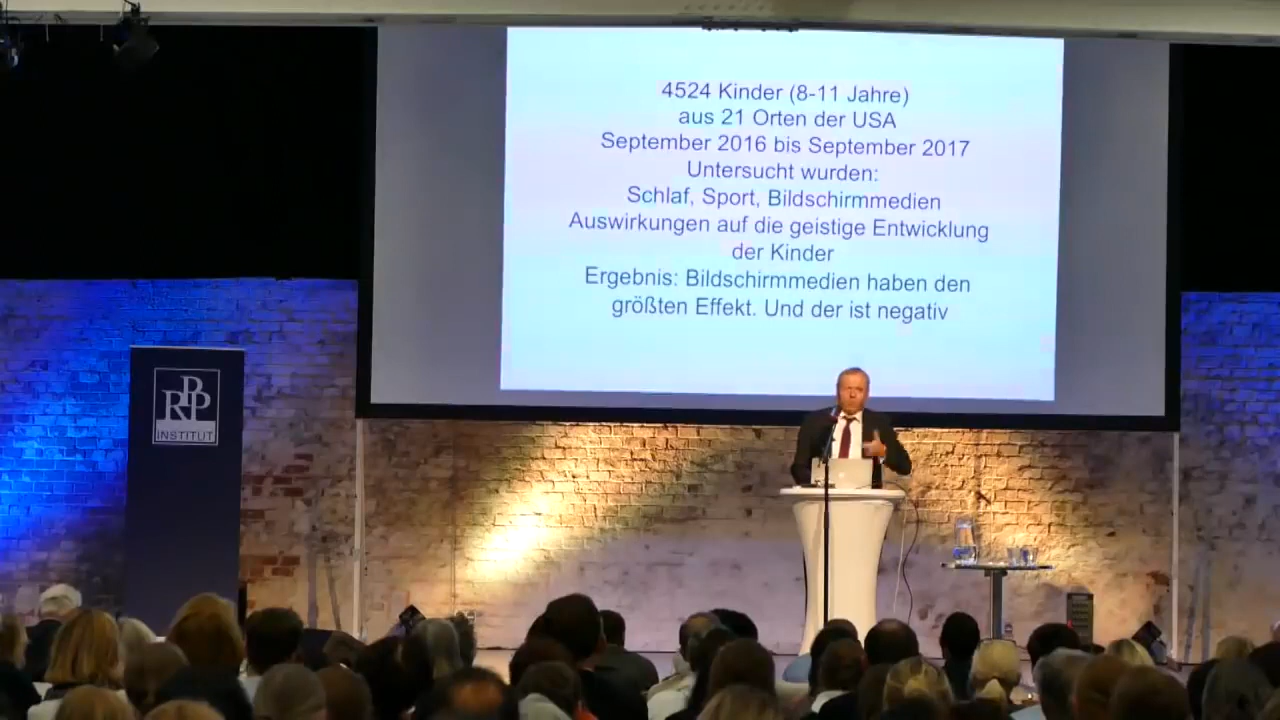 4524 Kinder (8-11 Jahre)
aus 21 Orten der USA
September 2016 bis September 2017
Untersucht wurden:
Schlaf, Sport, Bildschirmmedien
Auswirkungen auf die geistige Entwicklung
der Kinder
Ergebnis: Bildschirmmedien haben den
größten Effekt. Und der ist negativ
RPP
INSTITUT